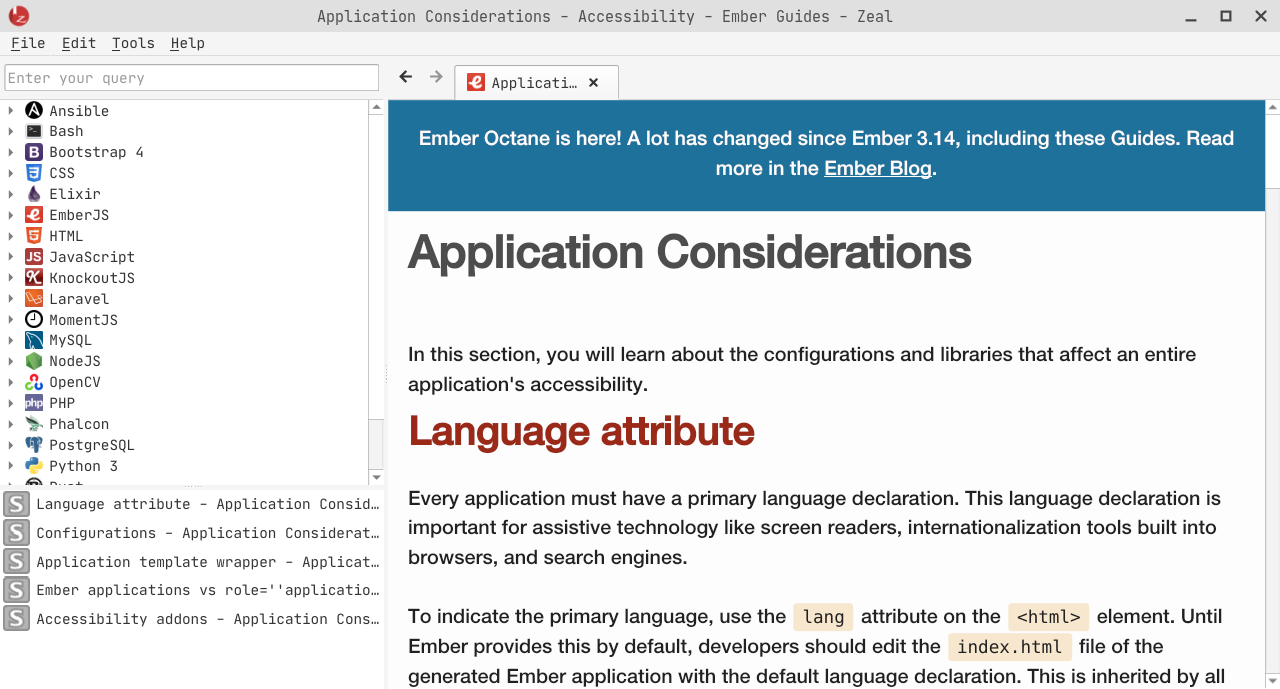 Application Considerations - Accessibility - Ember Guides - Zeal
File Edit Tools Help
Enter your query
Applicati…
Ansible
Bash
Bootstrap 4
CSS
Elixir
EmberJS
HTML
JavaScript
KnockoutJS
Laravel
MomentJS
MySQL
NodeJS
OpenCV
php PHP
Phalcon
PostgreSQL
Python 3
S Language attribute - Application Consid…
S Configurations - Application Considerat…
S Application template wrapper - Applicat…
S Ember applications vs role=''applicatio…
S Accessibility addons - Application Cons…
Ember Octane is here! A lot has changed since Ember 3.14, including these Guides. Read
more in the Ember Blog.
Application Considerations
In this section, you will learn about the configurations and libraries that affect an entire
application's accessibility.
Language attribute
Every application must have a primary language declaration. This language declaration is
important for assistive technology like screen readers, internationalization tools built into
browsers, and search engines.
To indicate the primary language, use the lang attribute on the <html> element. Until
Ember provides this by default, developers should edit the index.html file of the
generated Ember application with the default language declaration. This is inherited by all